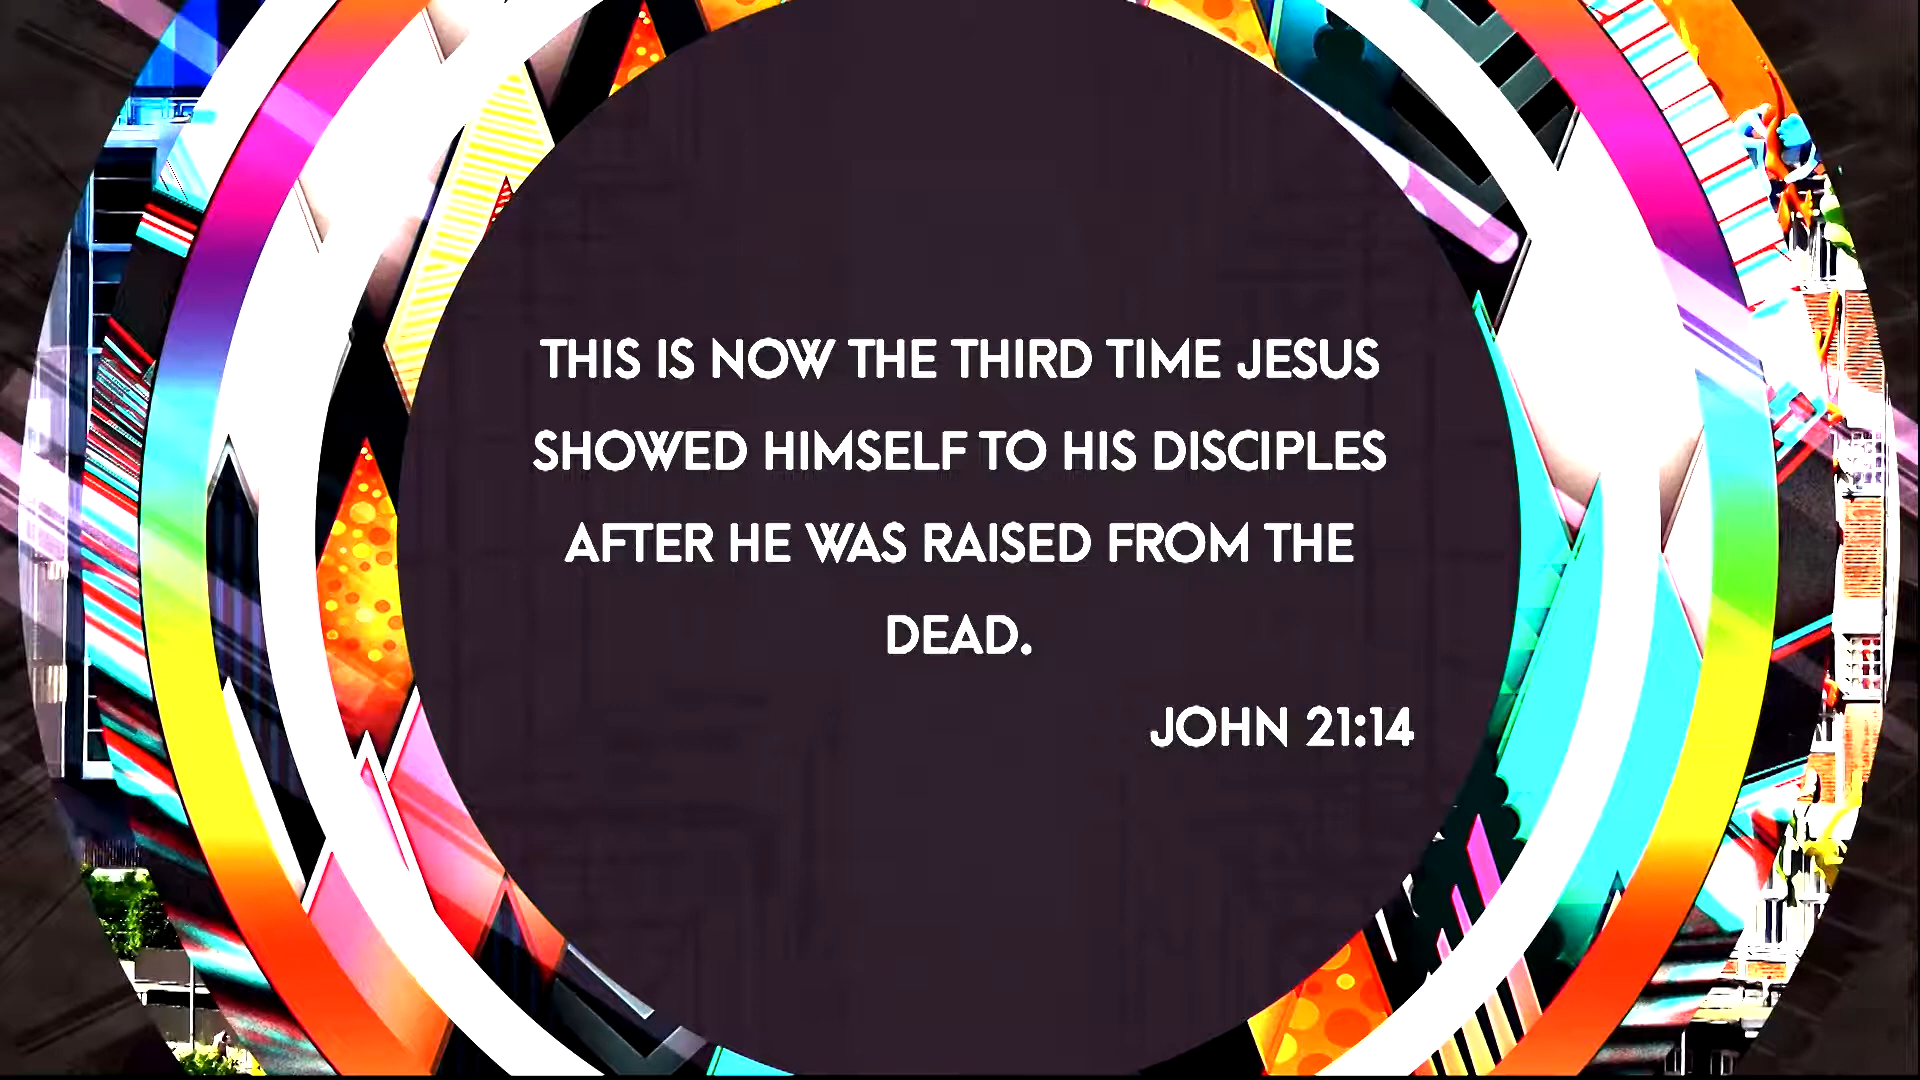 THIS IS NOW THE THIRD TIME JESUS
SHOWED HIMSELF TO HIS DISCIPLES
AFTER HE WAS RAISED FROM THE
DEAD.
JOHN 21:14